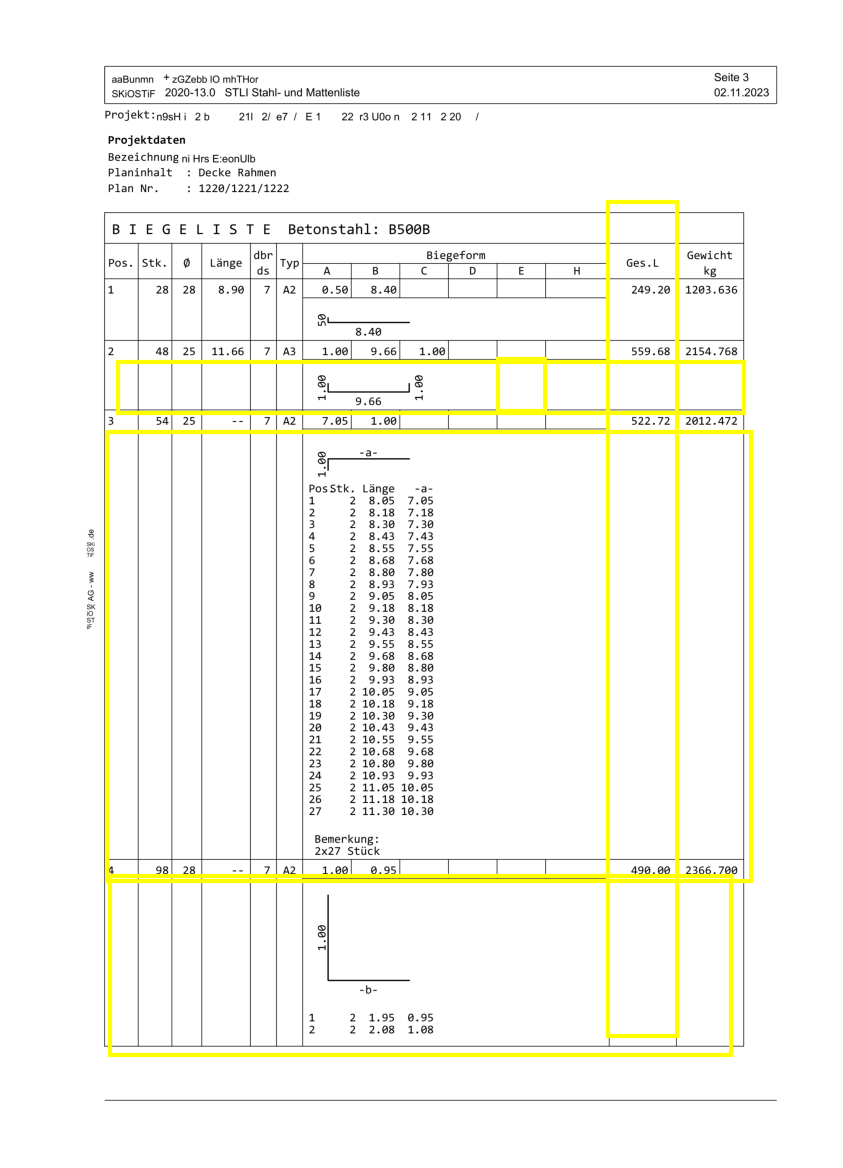 aaBunmn + zGZebb lO mhTHor Seite 3
SKiOSTiF 2020-13.0 STLI Stahl- und Mattenliste 02.11.2023
Projekt: n9sH i 2 b 21l 2/ e7 / E 1 22 r3 U0o n 2 11 2 20 /
Projektdaten
Bezeichnung ni Hrs E:eonUlb
Planinhalt : Decke Rahmen
Plan Nr. : 1220/1221/1222
B I E G E L I S T E Betonstahl: B500B
Pos. Stk. Ø Länge dbr ds Typ Biegeform Ges.L Gewicht kg
A B C D E H
1 28 28 8.90 7 A2 0.50 8.40 249.20 1203.636
50
8.40
2 48 25 11.66 7 A3 1.00 9.66 1.00 559.68 2154.768
1.00 1.00
9.66
3 54 25 -- 7 A2 7.05 1.00 522.72 2012.472
1.00 -a-
Pos Stk. Länge -a-
1 2 8.05 7.05
2 2 8.18 7.18
3 2 8.30 7.30
4 2 8.43 7.43
5 2 8.55 7.55
6 2 8.68 7.68
7 2 8.80 7.80
8 2 8.93 7.93
9 2 9.05 8.05
10 2 9.18 8.18
11 2 9.30 8.30
12 2 9.43 8.43
13 2 9.55 8.55
14 2 9.68 8.68
15 2 9.80 8.80
16 2 9.93 8.93
17 2 10.05 9.05
18 2 10.18 9.18
19 2 10.30 9.30
20 2 10.43 9.43
21 2 10.55 9.55
22 2 10.68 9.68
23 2 10.80 9.80
24 2 10.93 9.93
25 2 11.05 10.05
26 2 11.18 10.18
27 2 11.30 10.30
Bemerkung:
2x27 Stück
4 98 28 -- 7 A2 1.00 0.95 490.00 2366.700
1.00
-b-
1 2 1.95 0.95
2 2 2.08 1.08
AG - ww .de